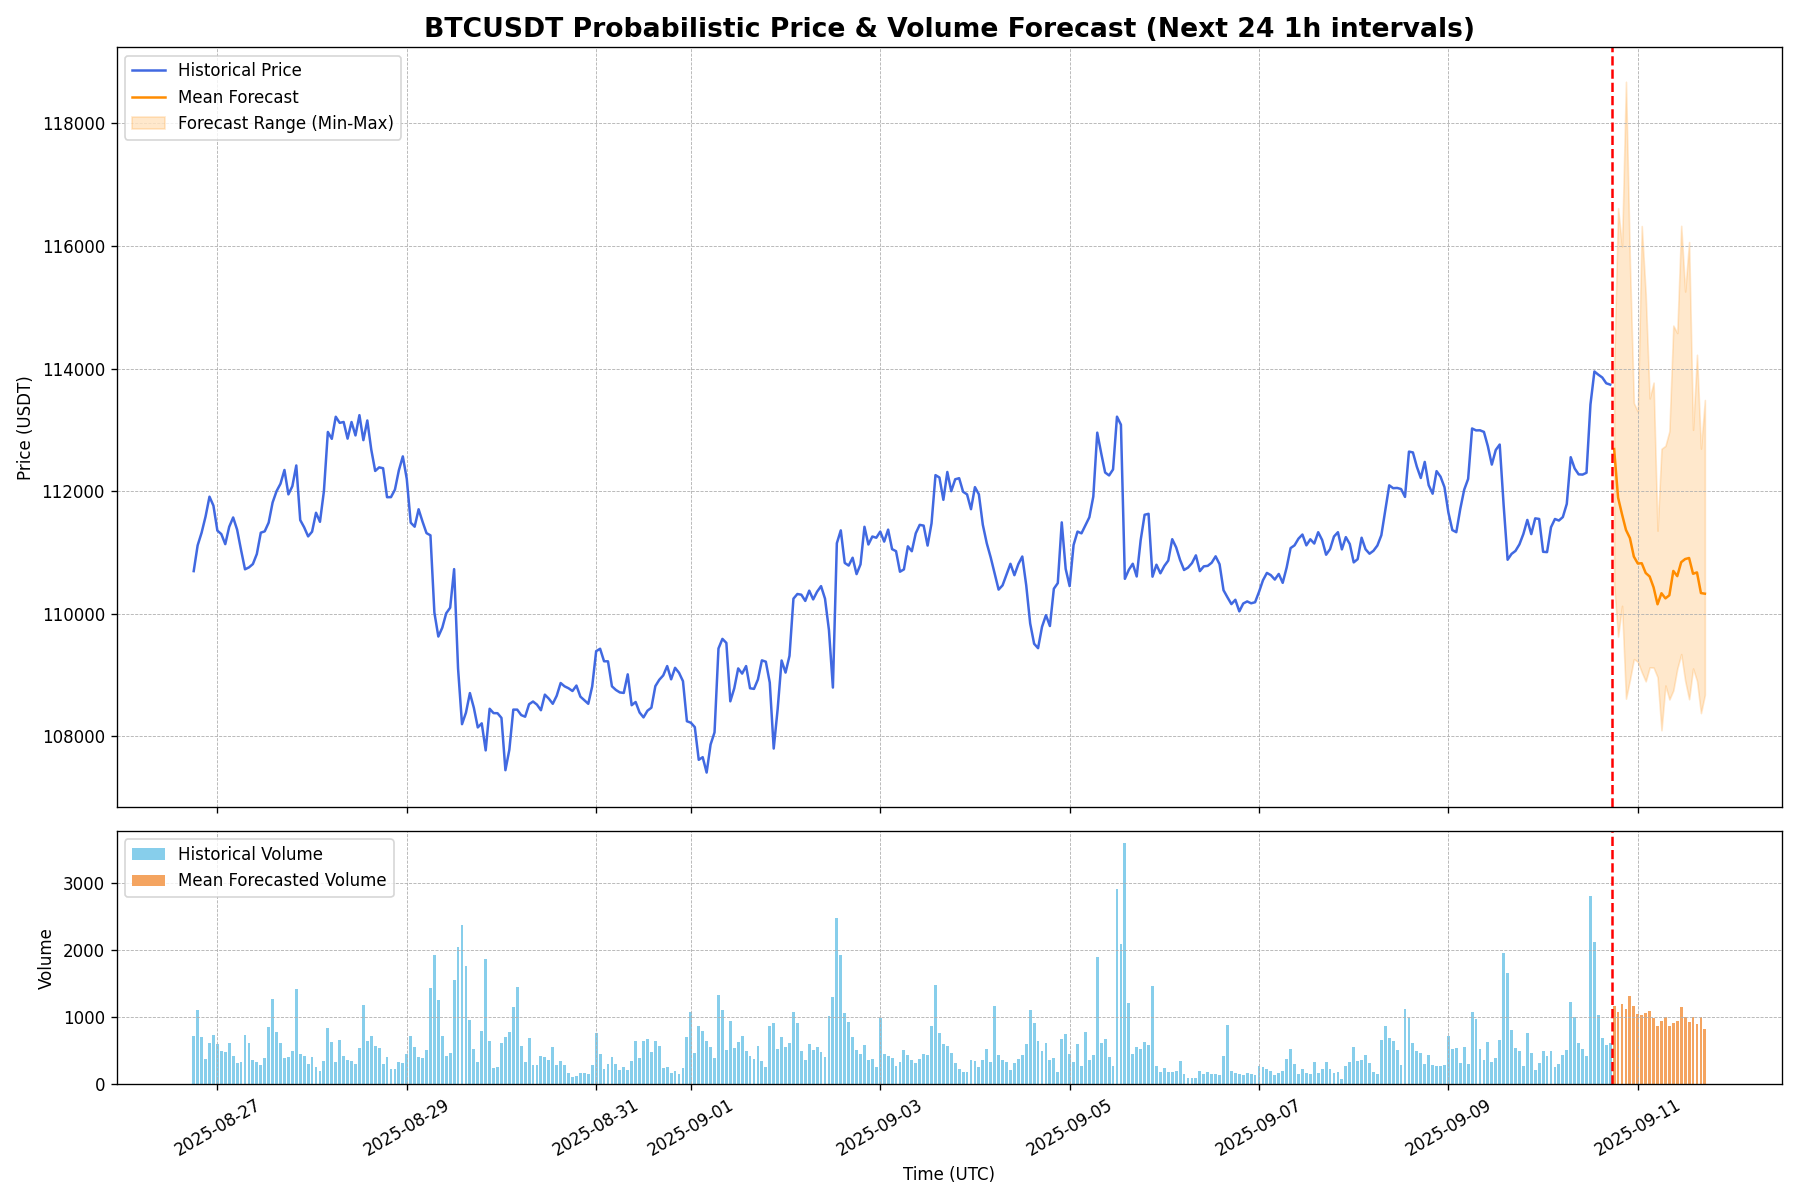 BTCUSDT Probabilistic Price & Volume Forecast (Next 24 1h intervals)
Historical Price
Mean Forecast
Forecast Range (Min-Max)
118000
116000
114000
112000
110000
108000
Price (USDT)
Historical Volume
Mean Forecasted Volume
3000
2000
1000
0
Volume
2025-08-27
2025-08-29
2025-08-31
2025-09-01
2025-09-03
2025-09-05
2025-09-07
2025-09-09
2025-09-11
Time (UTC)